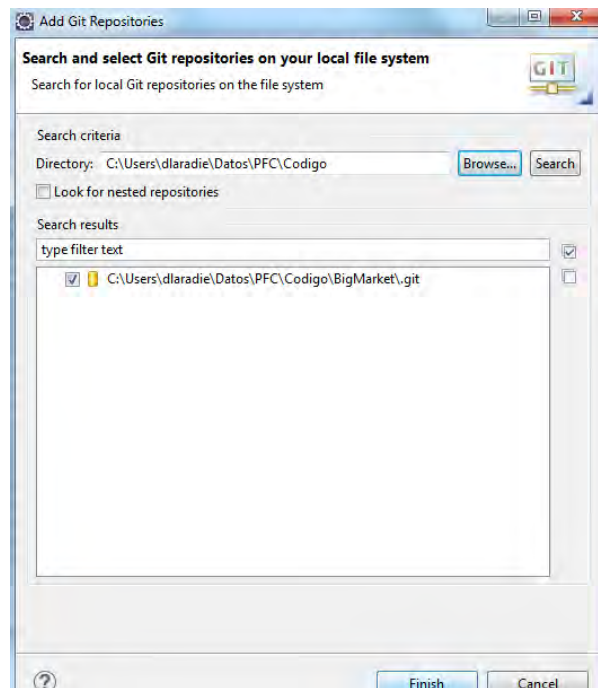 Add Git Repositories
Search and select Git repositories on your local file system
Search for local Git repositories on the file system
GIT
Search criteria
Directory: C:\Users\dlaradie\Datos\PFC\Codigo Browse... Search
Look for nested repositories
Search results
type filter text
C:\Users\dlaradie\Datos\PFC\Codigo\BigMarket\.git
? Finish Cancel